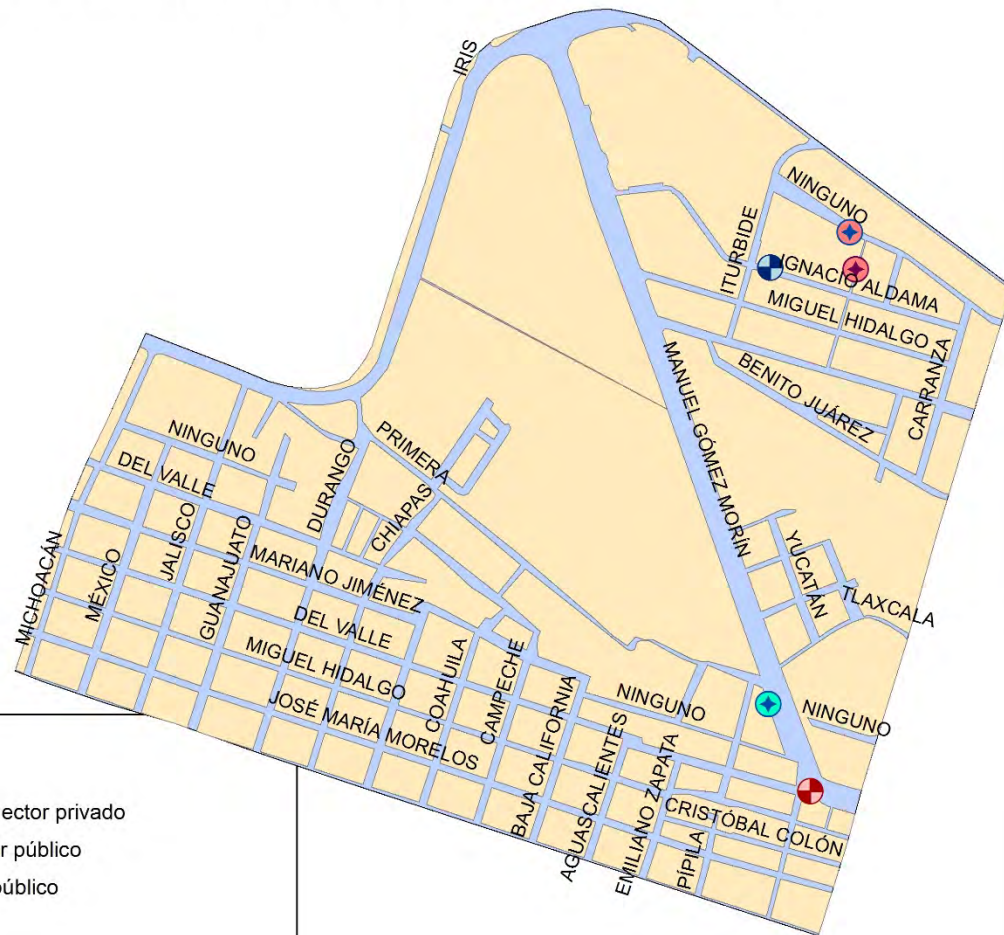 IRIS
NINGUNO
ITURBIDE
IGNACIO ALDAMA
MIGUEL HIDALGO
MANUEL GÓMEZ MORÍN
BENITO JUÁREZ
CARRANZA
NINGUNO
PRIMERA
DURANGO
DEL VALLE
CHIAPAS
JALISCO
GUANAJUATO
MARIANO JIMÉNEZ
MICHOACÁN
MÉXICO
YUCATÁN
TLAXCALA
DEL VALLE
MIGUEL HIDALGO
COAHUILA
CAMPECHE
NINGUNO
NINGUNO
JOSÉ MARÍA MORELOS
BAJA CALIFORNIA
AGUASCALIENTES
EMILIANO ZAPATA
CRISTÓBAL COLÓN
PÍPILA
ector privado
r público
público